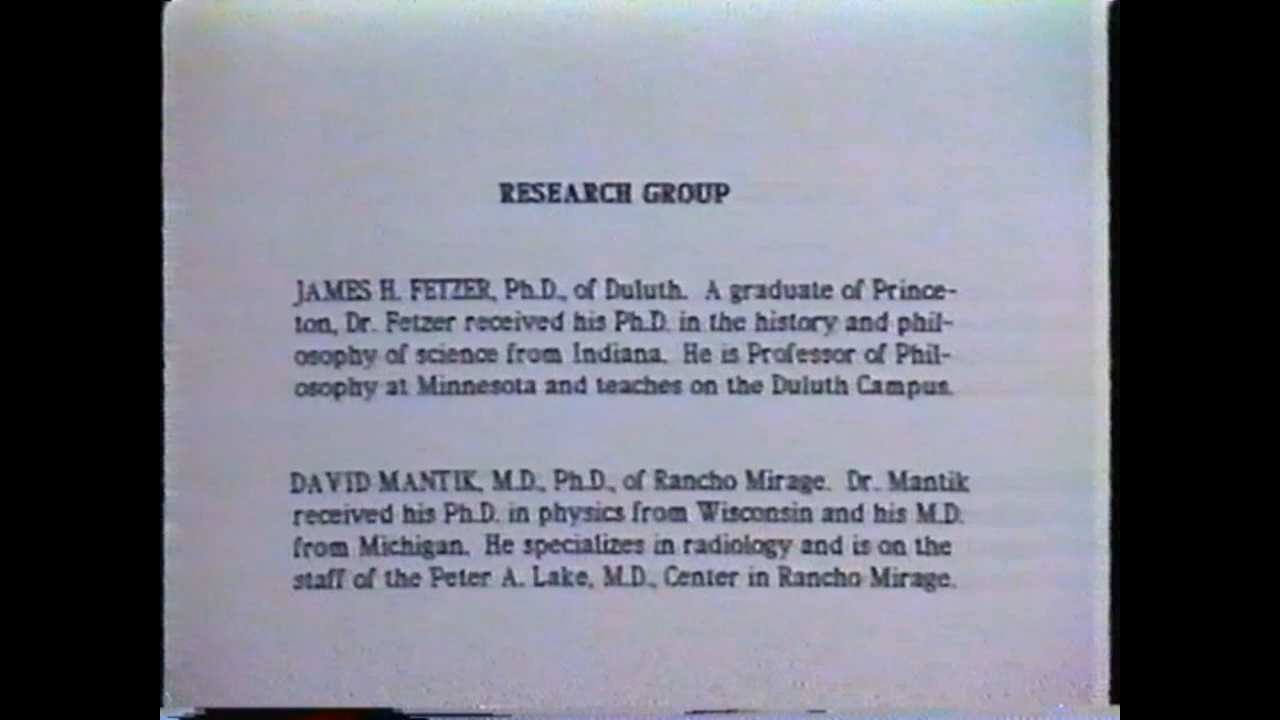 RESEARCH GROUP
JAMES H. FETZER, Ph.D., of Duluth. A graduate of Prince-
ton, Dr. Fetzer received his Ph.D. in the history and phil-
osophy of science from Indiana. He is Professor of Phil-
osophy at Minnesota and teaches on the Duluth Campus.
DAVID MANTIK, M.D., Ph.D., of Rancho Mirage. Dr. Mantik
received his Ph.D. in physics from Wisconsin and his M.D.
from Michigan. He specializes in radiology and is on the
staff of the Peter A. Lake, M.D., Center in Rancho Mirage.